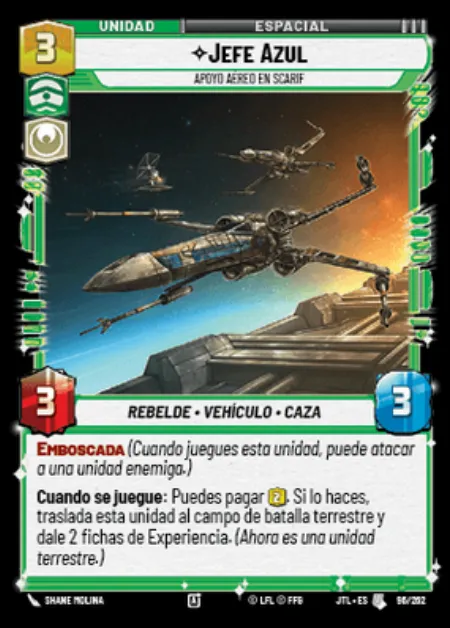 UNIDAD ESPACIAL
3
JEFE AZUL
APOYO AÉREO EN SCARIF
3
REBELDE • VEHÍCULO • CAZA
3
EMBOSCADA (Cuando juegues esta unidad, puede atacar
a una unidad enemiga.)
Cuando se juegue: Puedes pagar 2. Si lo haces,
traslada esta unidad al campo de batalla terrestre y
dale 2 fichas de Experiencia. (Ahora es una unidad
terrestre.)
SHANE MOLINA
Ⓤ LFL Ⓤ FFG
JTL • ES
96/262